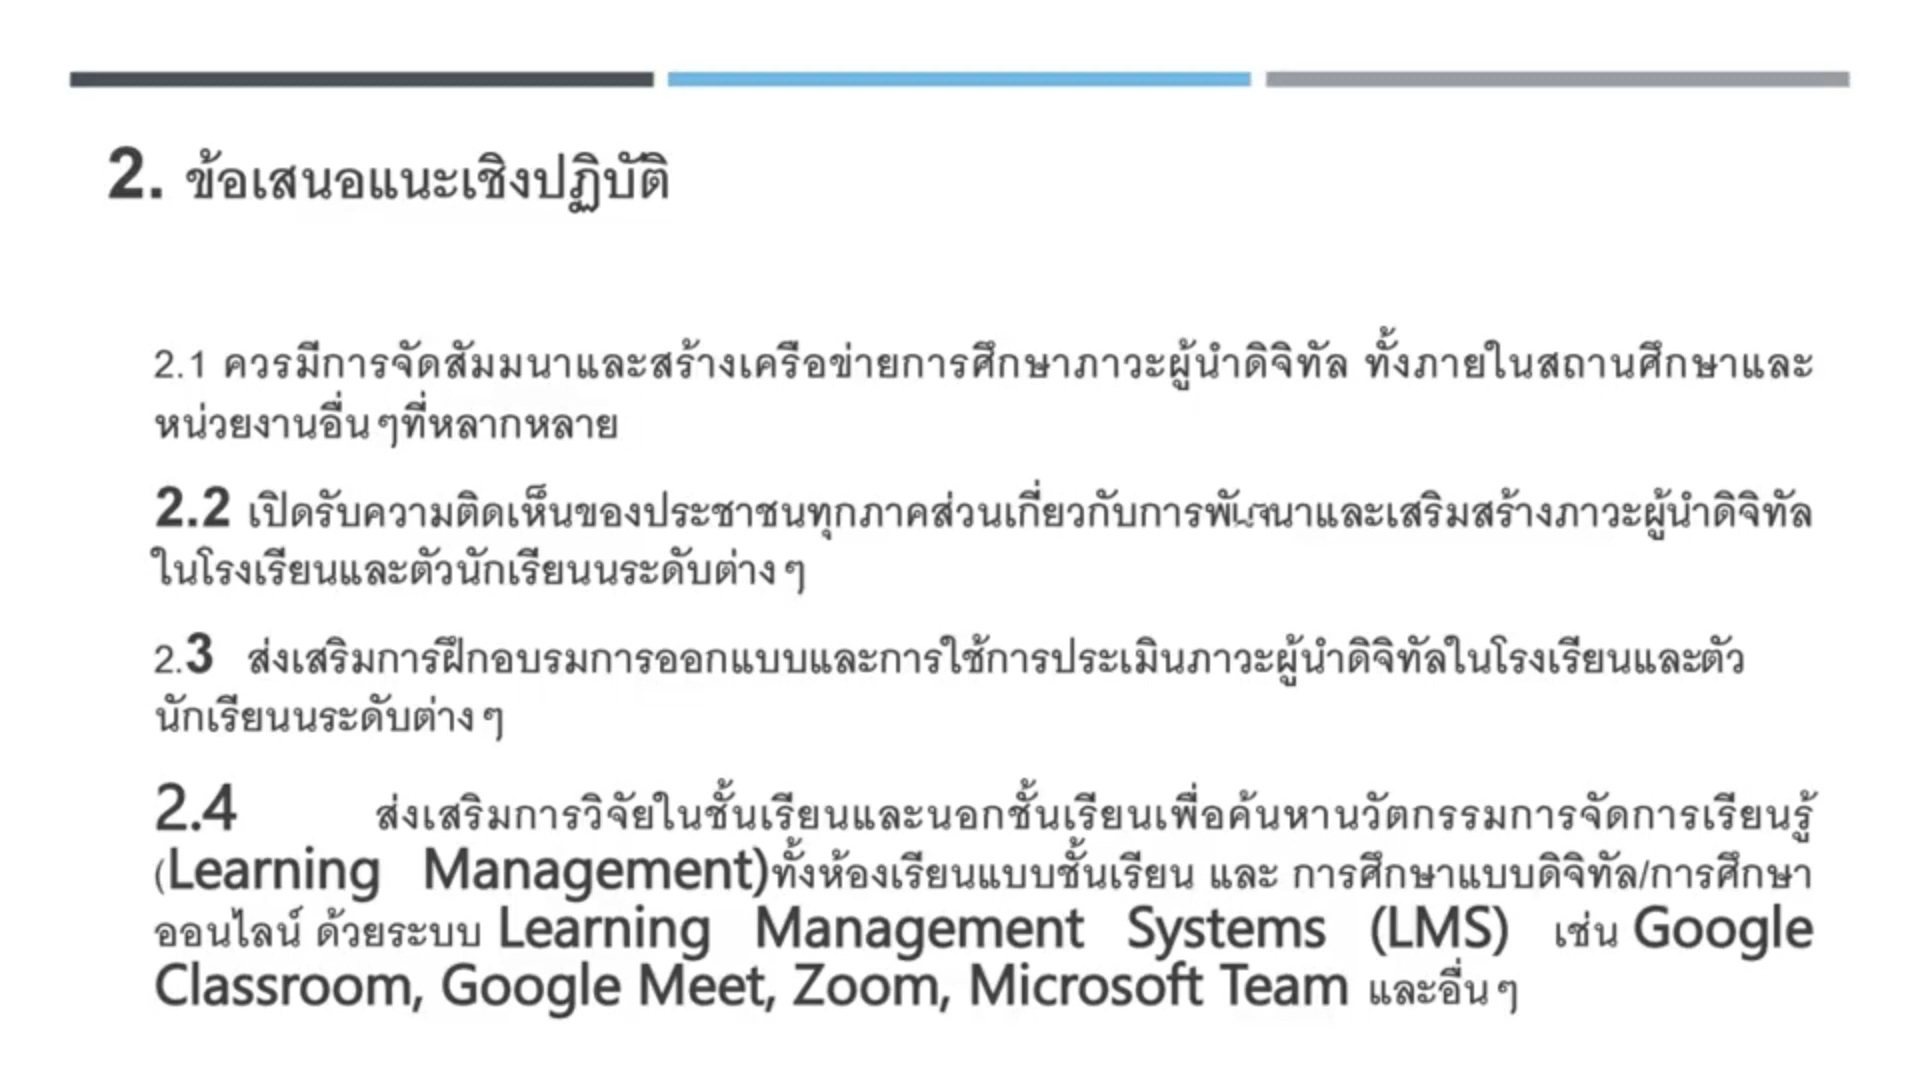 2. ข้อเสนอแนะเชิงปฏิบัติ
2.1 ควรมีการจัดสัมมนาและสร้างเครือข่ายการศึกษาภาวะผู้นำดิจิทัล ทั้งภายในสถานศึกษาและ
หน่วยงานอื่นๆที่หลากหลาย
2.2 เปิดรับความติดเห็นของประชาชนทุกภาคส่วนเกี่ยวกับการพัฒนาและเสริมสร้างภาวะผู้นำดิจิทัล
ในโรงเรียนและตัวนักเรียนนระดับต่างๆ
2.3 ส่งเสริมการฝึกอบรมการออกแบบและการใช้การประเมินภาวะผู้นำดิจิทัลในโรงเรียนและตัว
นักเรียนนระดับต่างๆ
2.4 ส่งเสริมการวิจัยในชั้นเรียนและนอกชั้นเรียนเพื่อค้นหานวัตกรรมการจัดการเรียนรู้
(Learning Management)ทั้งห้องเรียนแบบชั้นเรียน และ การศึกษาแบบดิจิทัล/การศึกษา
ออนไลน์ ด้วยระบบ Learning Management Systems (LMS) เช่น Google
Classroom, Google Meet, Zoom, Microsoft Team และอื่นๆ